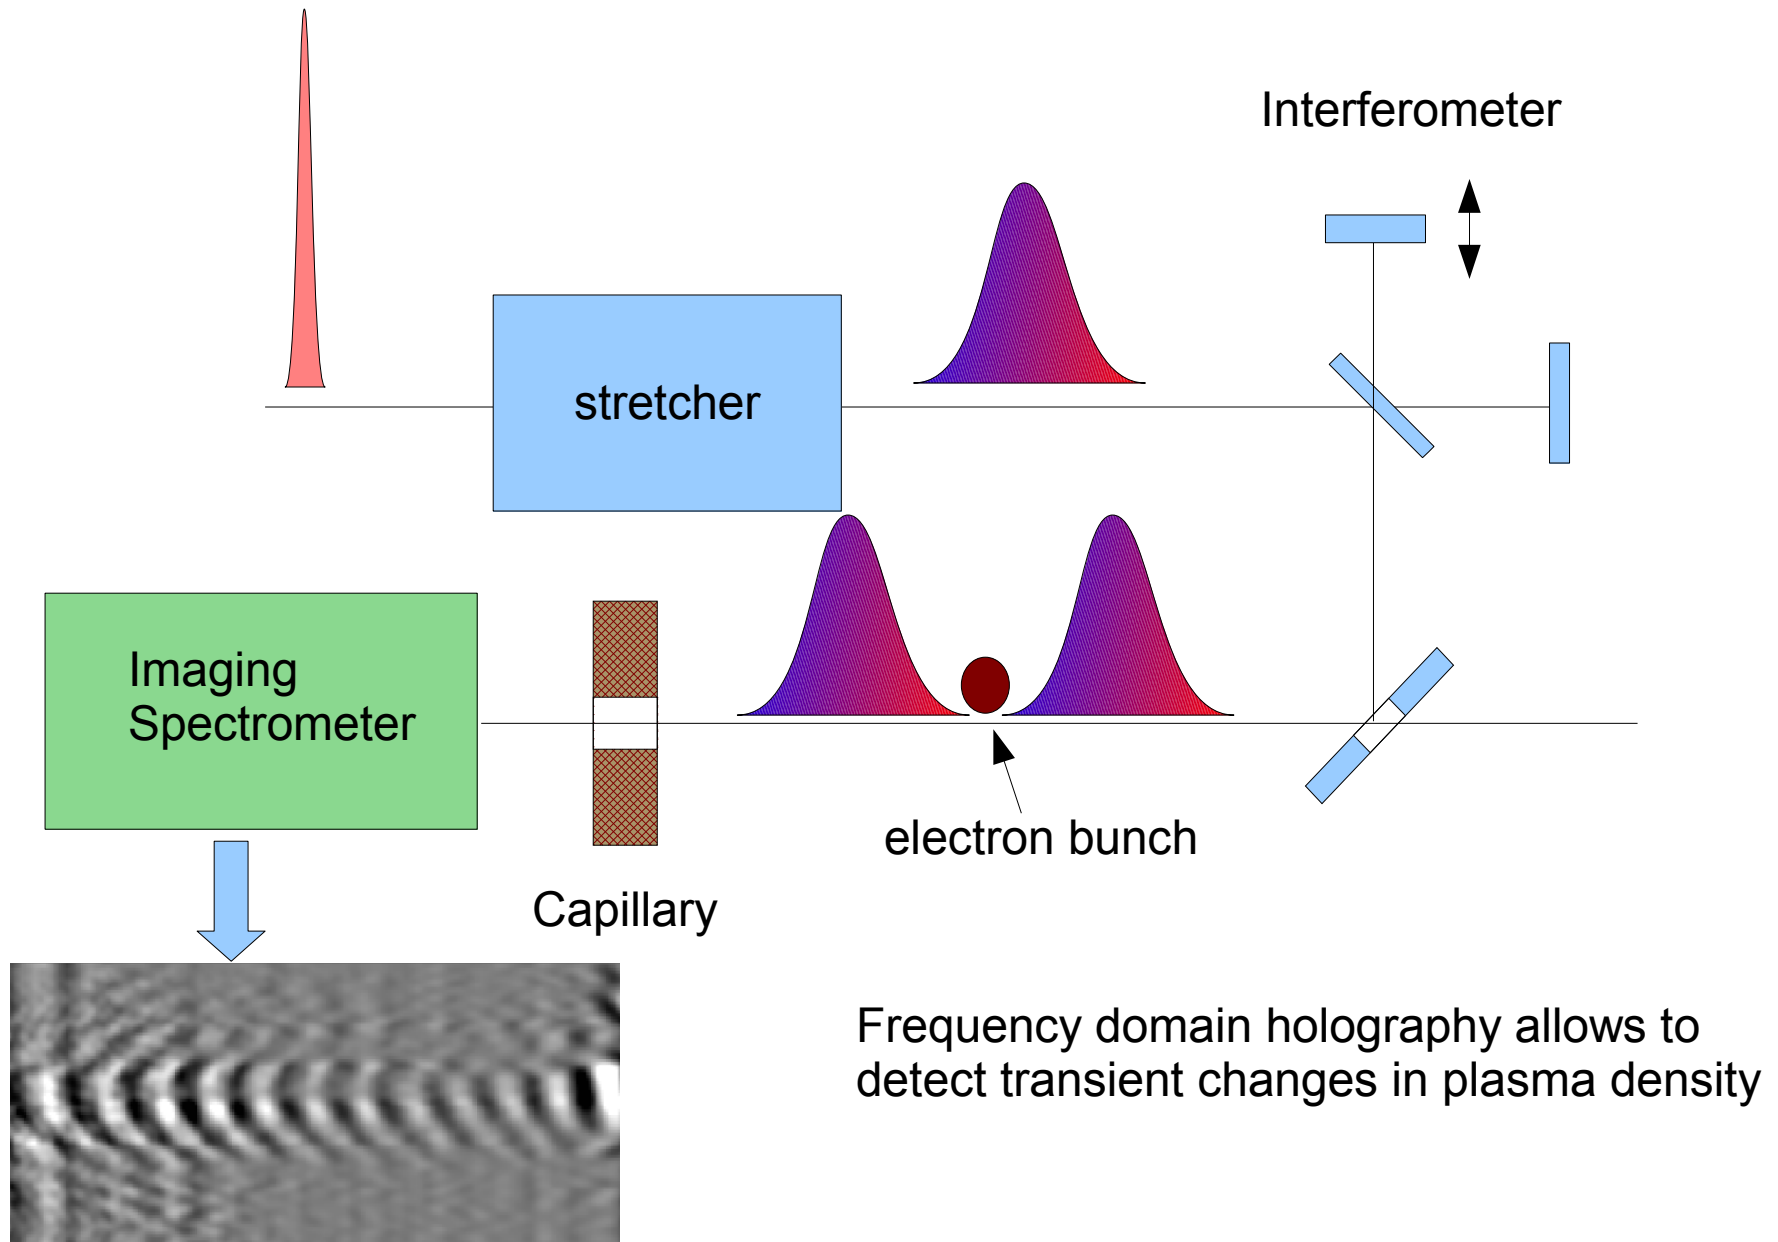 Interferometer
stretcher
Imaging
Spectrometer
electron bunch
Capillary
Frequency domain holography allows to
detect transient changes in plasma density